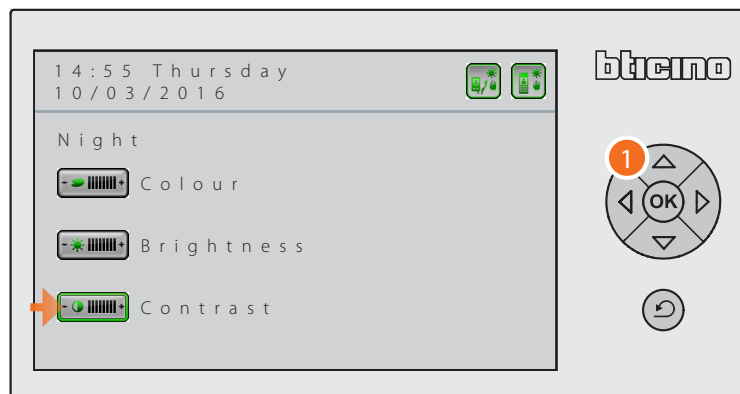 14:55 Thursday
10/03/2016
bticino
Night
Colour
Brightness
Contrast
1
OK